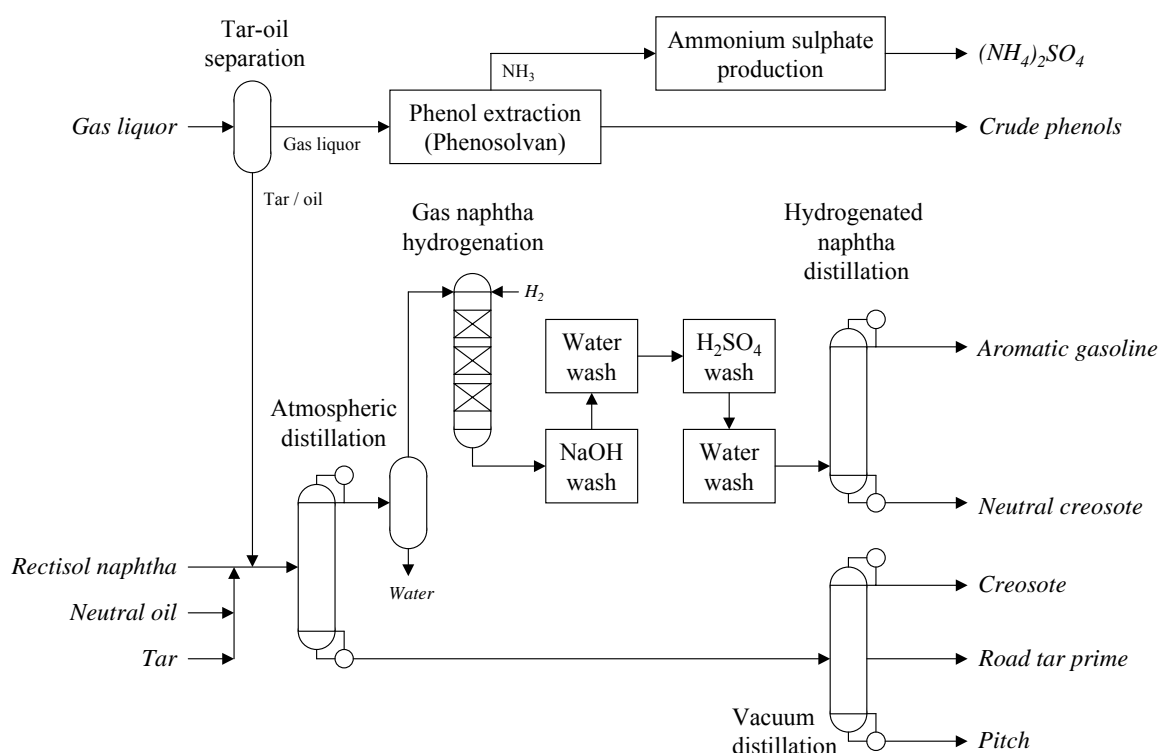 Tar-oil
separation
Ammonium sulphate
production
(NH4)2SO4
NH3
Gas liquor
Gas liquor
Phenol extraction
(Phenosolvan)
Crude phenols
Tar / oil
Gas naphtha
hydrogenation
Hydrogenated
naphtha
distillation
H2
Water
wash
H2SO4
wash
Aromatic gasoline
Atmospheric
distillation
NaOH
wash
Water
wash
Neutral creosote
Rectisol naphtha
Water
Creosote
Neutral oil
Tar
Road tar prime
Vacuum
distillation
Pitch